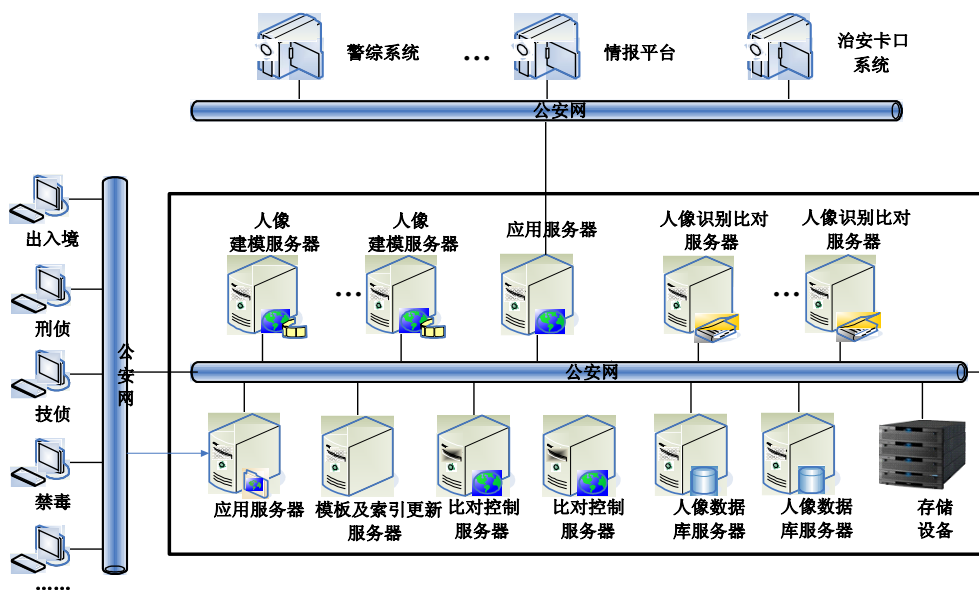 警综系统
...
情报平台
治安卡口
系统
公安网
出入境
刑侦
技侦
禁毒
......
公安网
人像
建模服务器
...
人像
建模服务器
应用服务器
人像识别比对
服务器
...
人像识别比对
服务器
公安网
应用服务器
模板及索引更新
服务器
比对控制
服务器
比对控制
服务器
人像数据
库服务器
人像数据
库服务器
存储
设备